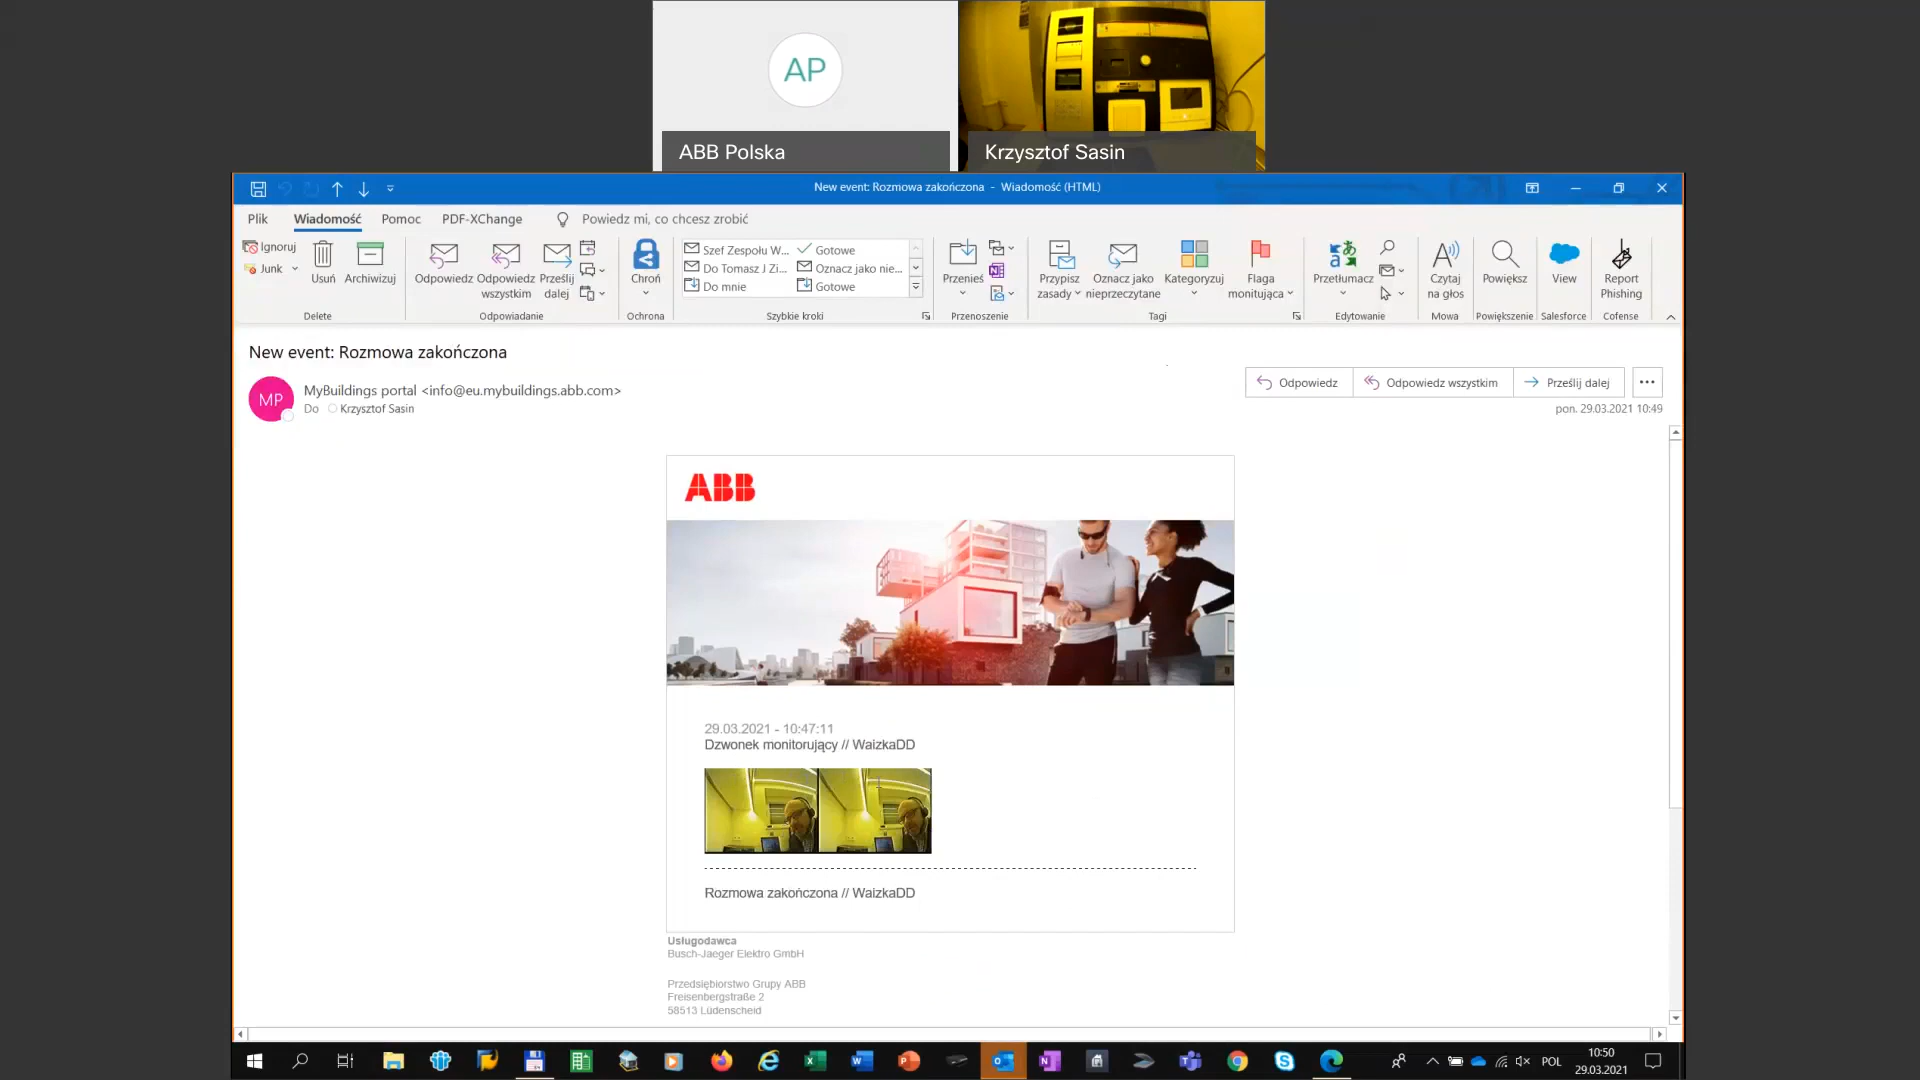 AP
ABB Polska
Krzysztof Sasin
New event: Rozmowa zakończona - Wiadomość (HTML)
Plik Wiadomość Pomoc PDF-XChange Powiedz mi, co chcesz zrobić
Ignoruj
Junk
Usuń
Archiwizuj
Delete
Odpowiedz
Odpowiedz wszystkim
Prześlij dalej
Odpowiadanie
Chroń
Ochrona
Szef Zespołu W...
Gotowe
Do Tomasz J Zi...
Oznacz jako nie...
Do mnie
Gotowe
Szybkie kroki
Przenieś
Przenoszenie
Przypisz zasady
Oznacz jako nieprzeczytane
Kategoryzuj
Flaga monitująca
Tagi
Przetłumacz
Edytowanie
Czytaj na głos
Mowa
Powiększ
Powiększenie
View
Salesforce
Report Phishing
Cofense
New event: Rozmowa zakończona
MP
MyBuildings portal <info@eu.mybuildings.abb.com>
Do Krzysztof Sasin
Odpowiedz
Odpowiedz wszystkim
Prześlij dalej
pon. 29.03.2021 10:49
ABB
29.03.2021 - 10:47:11
Dzwonek monitorujący // WaizkaDD
Rozmowa zakończona // WaizkaDD
Usługodawca
Busch-Jaeger Elektro GmbH
Przedsiębiorstwo Grupy ABB
Freisenbergstraße 2
58513 Lüdenscheid
POL
10:50
29.03.2021